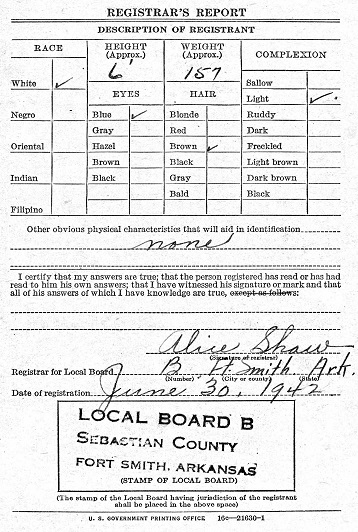 REGISTRAR'S REPORT
DESCRIPTION OF REGISTRANT
RACE
HEIGHT (Approx.)
WEIGHT (Approx.)
COMPLEXION
6'
157
White ✓
EYES
HAIR
Sallow
Light ✓
Negro
Blue ✓
Blonde
Ruddy
Gray
Red
Dark
Oriental
Hazel
Brown ✓
Freckled
Brown
Black
Light brown
Indian
Black
Gray
Dark brown
Bald
Black
Filipino
Other obvious physical characteristics that will aid in identification
none
I certify that my answers are true; that the person registered has read or has had
read to him his own answers; that I have witnessed his signature or mark and that
all of his answers of which I have knowledge are true, except as follows:
Alice Shaw
(Signature of registrar)
Registrar for Local Board B Ft Smith Ark.
(Number) (City or county) (State)
Date of registration June 30, 1942
LOCAL BOARD B
SEBASTIAN COUNTY
FORT SMITH, ARKANSAS
(STAMP OF LOCAL BOARD)
(The stamp of the Local Board having jurisdiction of the registrant
shall be placed in the above space)
U. S. GOVERNMENT PRINTING OFFICE 16c—21630-1